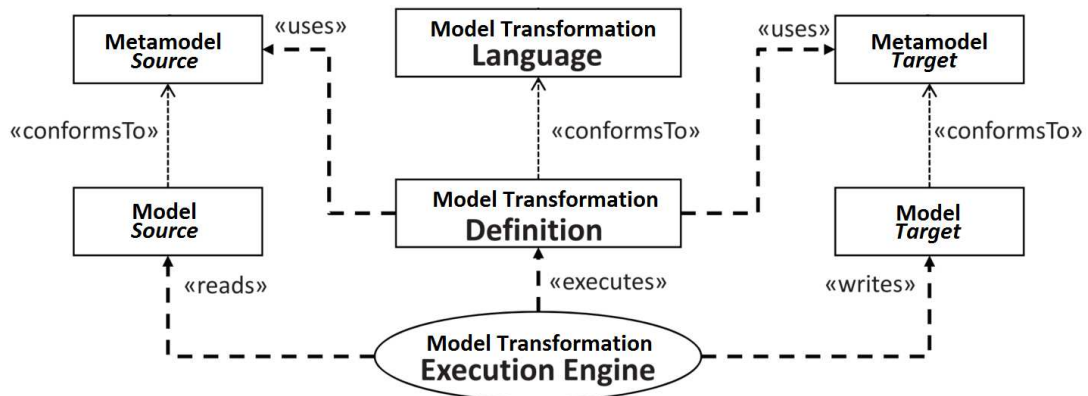 «uses»
Model Transformation
Language
«uses»
Metamodel
Source
Metamodel
Target
«conformsTo»
«conformsTo»
«conformsTo»
Model
Source
Model Transformation
Definition
Model
Target
«reads»
«executes»
«writes»
Model Transformation
Execution Engine